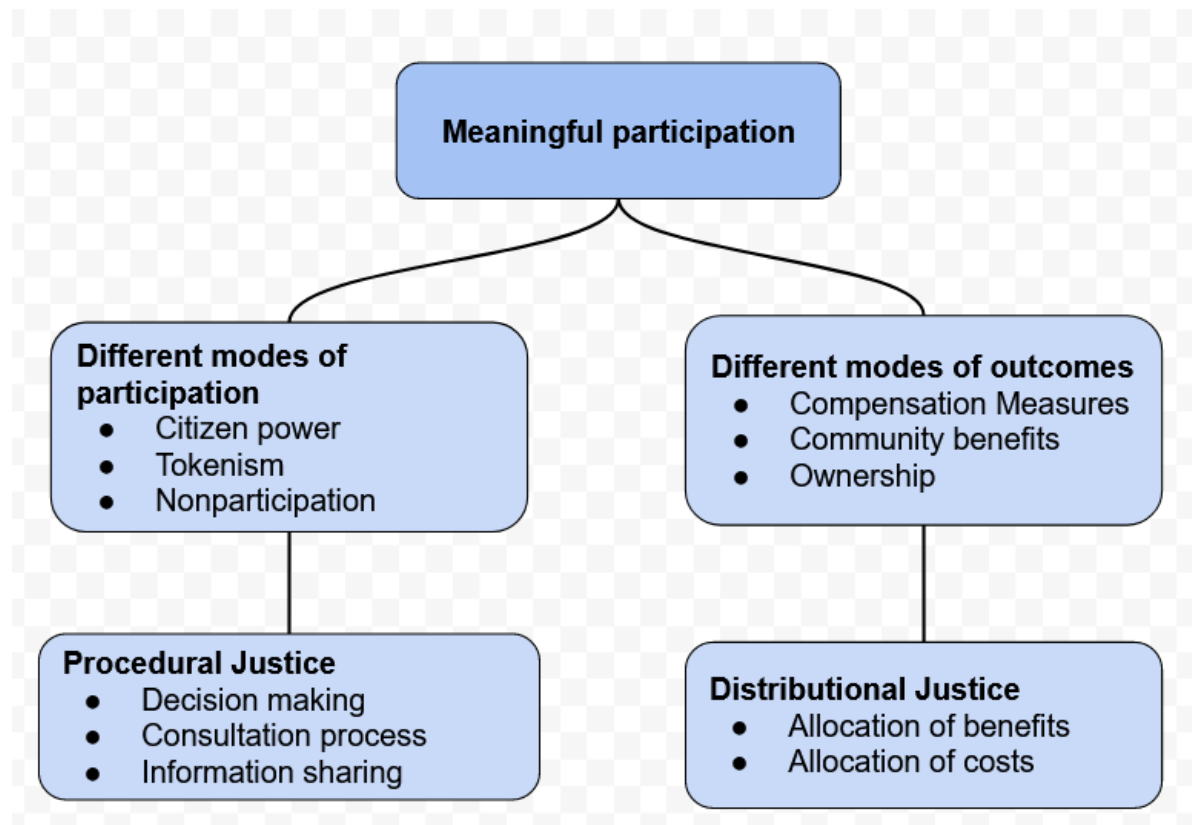 Meaningful participation
Different modes of
participation
● Citizen power
● Tokenism
● Nonparticipation
Different modes of outcomes
● Compensation Measures
● Community benefits
● Ownership
Procedural Justice
● Decision making
● Consultation process
● Information sharing
Distributional Justice
● Allocation of benefits
● Allocation of costs